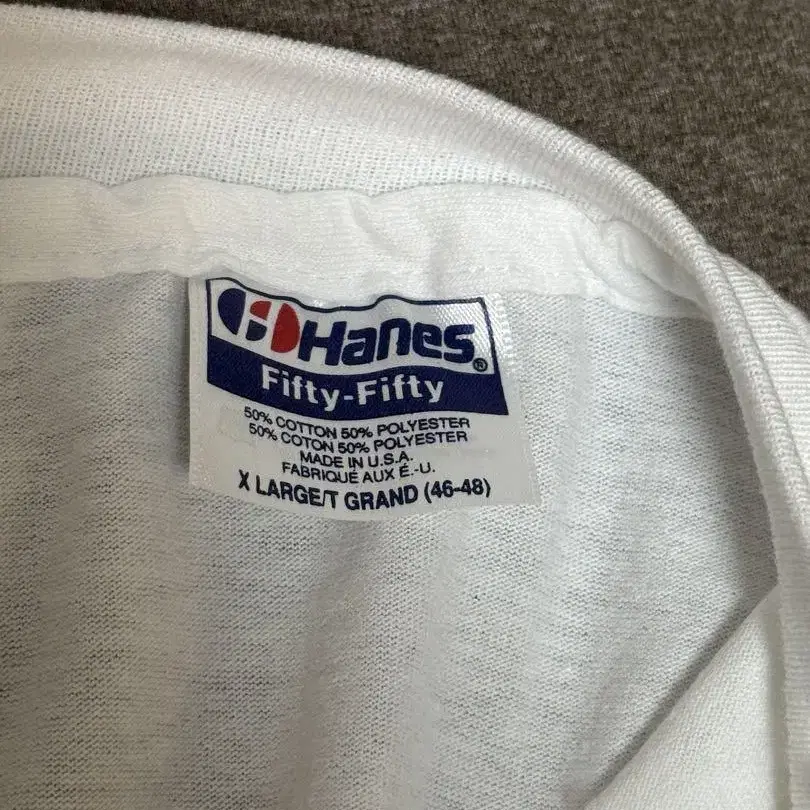 Hanes®
Fifty-Fifty
50% COTTON 50% POLYESTER
50% COTON 50% POLYESTER
MADE IN U.S.A.
FABRIQUÉ AUX É.-U.
X LARGE/T GRAND (46-48)